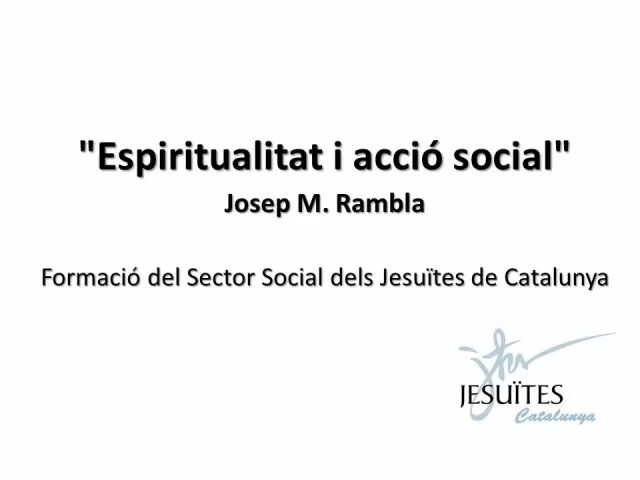 "Espiritualitat i acció social"
Josep M. Rambla
Formació del Sector Social dels Jesuïtes de Catalunya
JESUÏTES
Catalunya